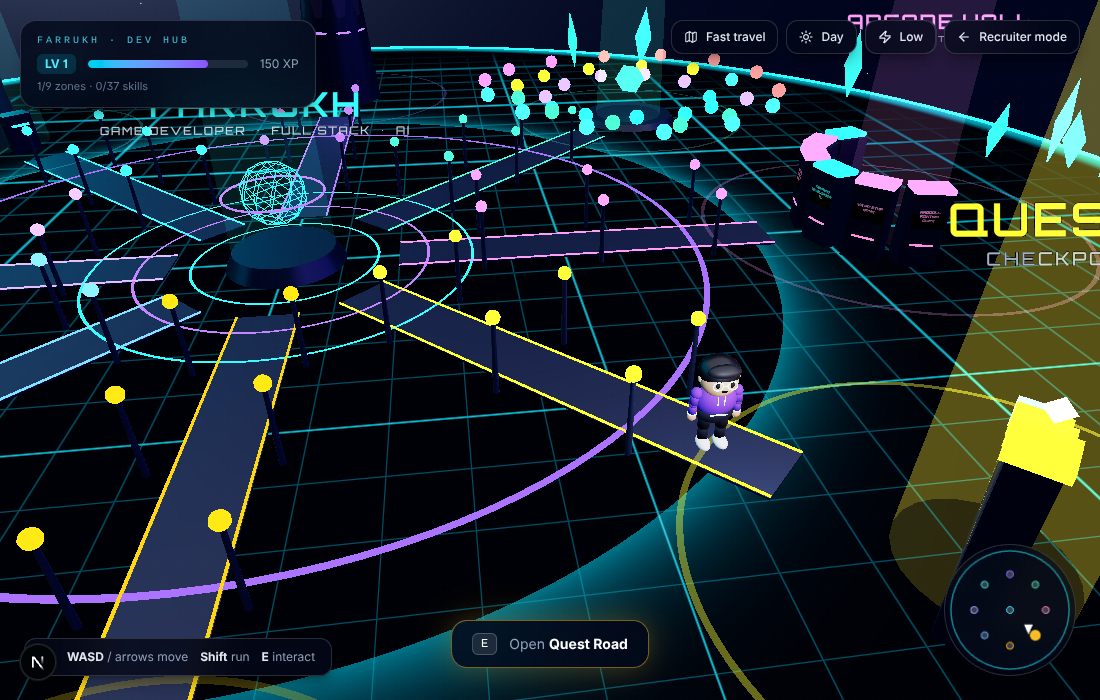 FARRUKH · DEV HUB
LV 1
150 XP
1/9 zones · 0/37 skills
Fast travel
Day
Low
Recruiter mode
ARCADE HALL
FARRUKH
GAME DEVELOPER · FULL STACK · AI
QUES
CHECKPO
E Open Quest Road
N
WASD / arrows move Shift run E interact